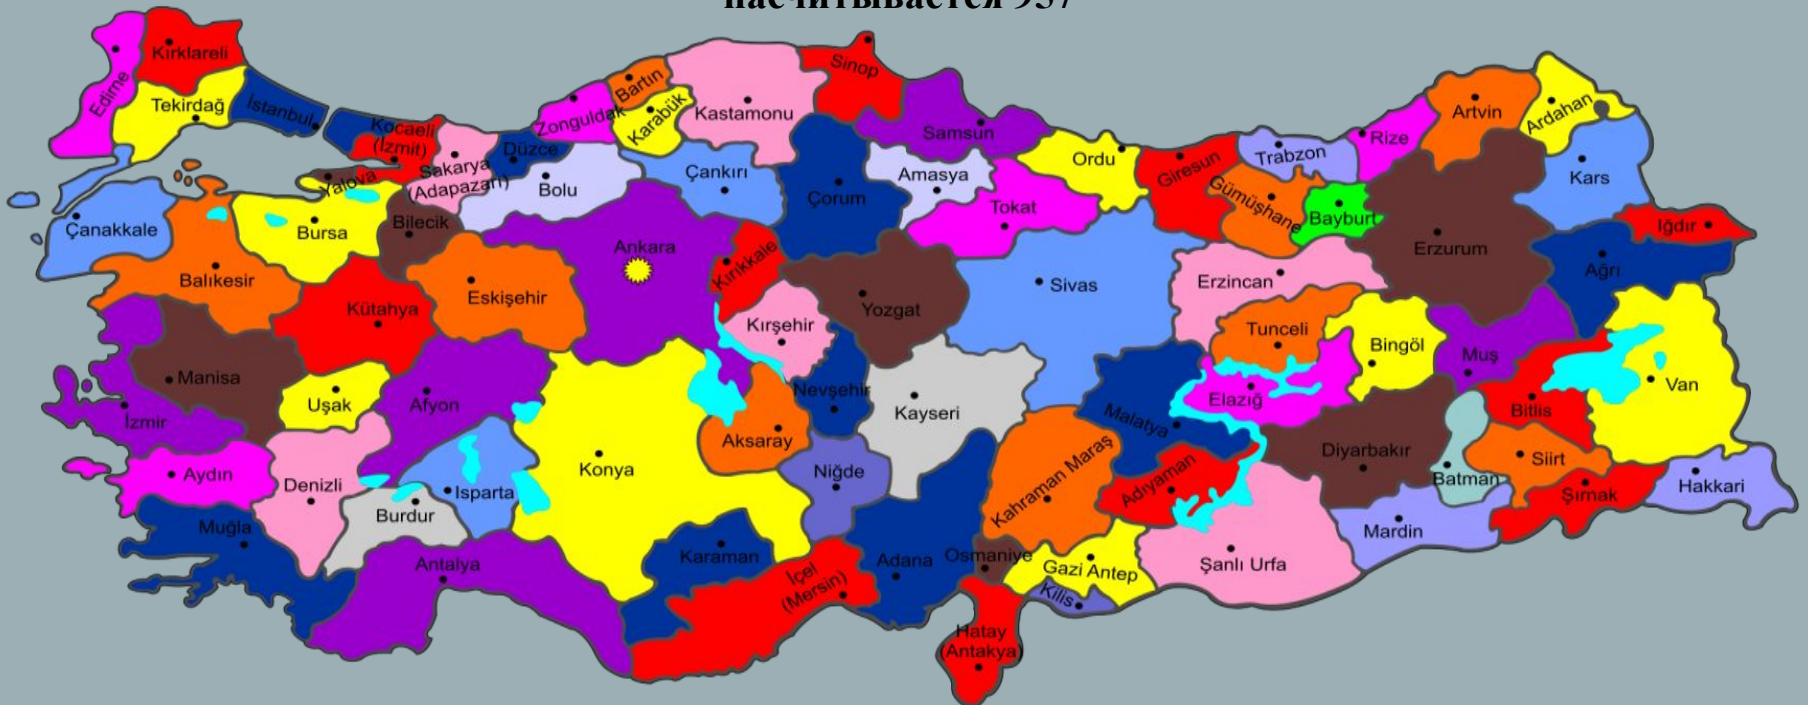 насчитывается 957
Edirne
Kırklareli
Tekirdağ
İstanbul
Kocaeli
(İzmit)
Yalova
Sakarya
(Adapazarı)
Düzce
Bolu
Zonguldak
Bartın
Karabük
Kastamonu
Sinop
Çankırı
Çorum
Samsun
Amasya
Tokat
Ordu
Giresun
Gümüşhane
Trabzon
Bayburt
Rize
Artvin
Ardahan
Kars
Iğdır
Ağrı
Erzurum
Erzincan
Çanakkale
Balıkesir
Bursa
Bilecik
Eskişehir
Kütahya
Ankara
Kırıkkale
Kırşehir
Yozgat
Sivas
Tunceli
Bingöl
Muş
Bitlis
Van
Manisa
İzmir
Uşak
Afyon
Konya
Aksaray
Nevşehir
Kayseri
Malatya
Elazığ
Diyarbakır
Batman
Siirt
Şırnak
Hakkari
Aydın
Denizli
Isparta
Burdur
Muğla
Antalya
Karaman
Niğde
İçel
(Mersin)
Adana
Osmaniye
Kahraman Maraş
Adıyaman
Gazi Antep
Kilis
Şanlı Urfa
Mardin
Hatay
(Antakya)